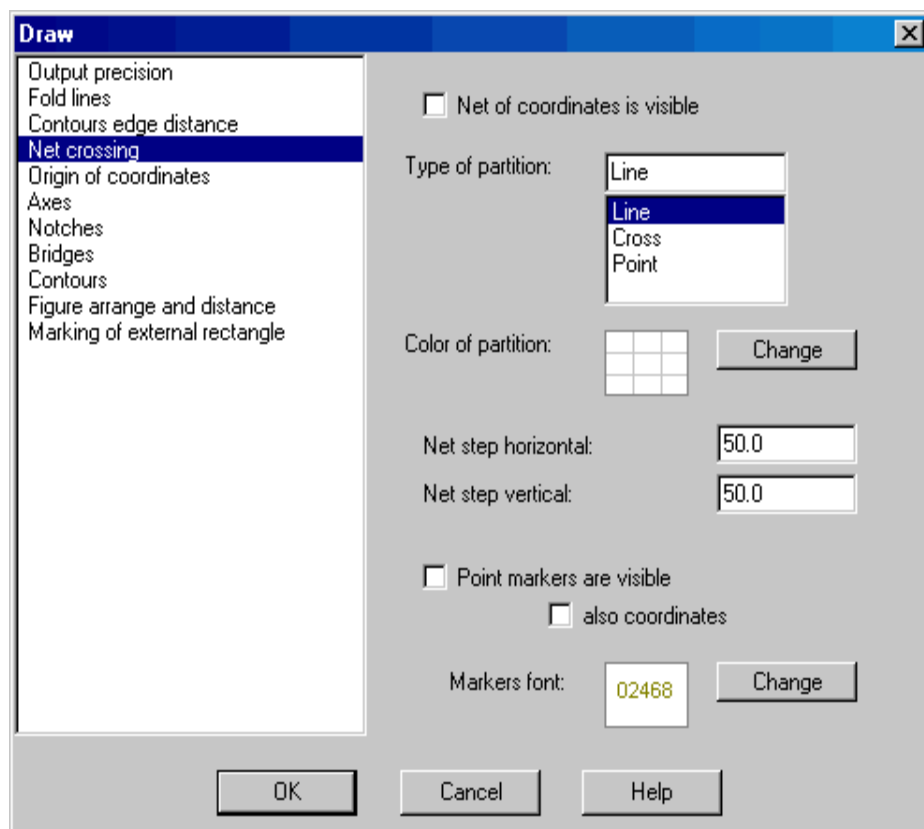 Draw
Output precision
Fold lines
Contours edge distance
Net crossing
Origin of coordinates
Axes
Notches
Bridges
Contours
Figure arrange and distance
Marking of external rectangle
Net of coordinates is visible
Type of partition:
Line
Line
Cross
Point
Color of partition:
Change
Net step horizontal:
50.0
Net step vertical:
50.0
Point markers are visible
also coordinates
Markers font:
02468
Change
OK
Cancel
Help